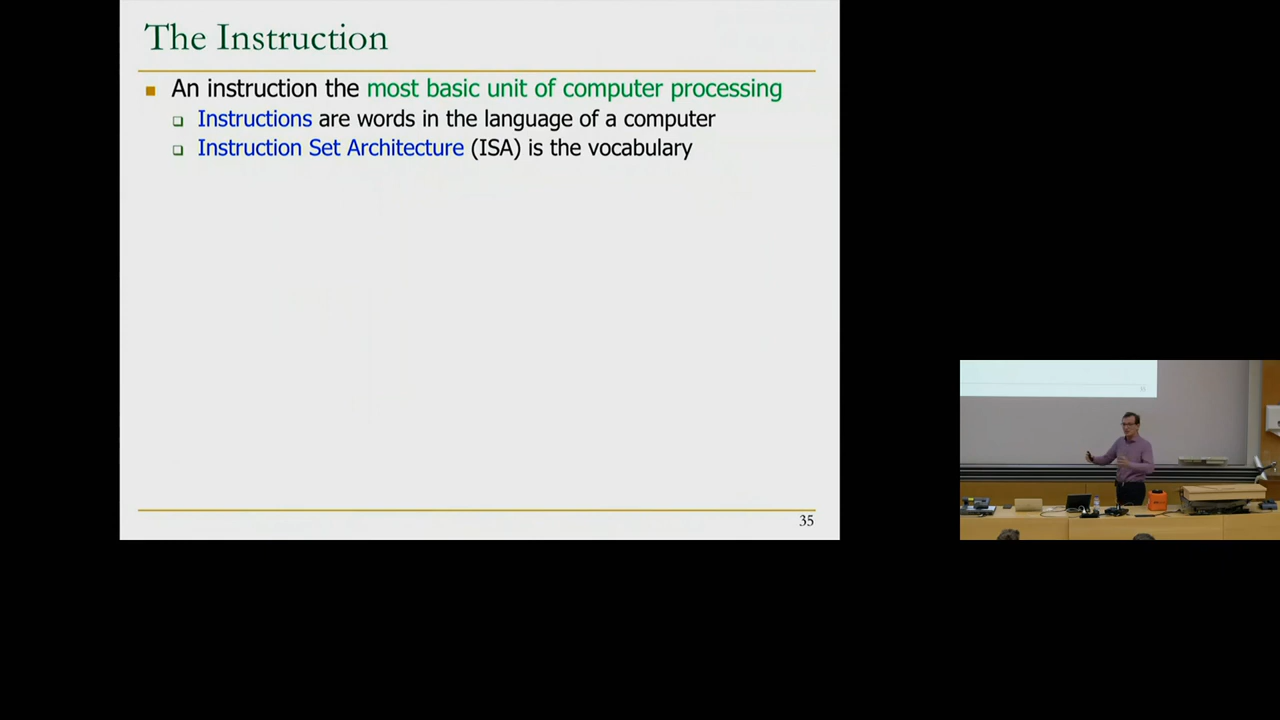 The Instruction
An instruction the most basic unit of computer processing
Instructions are words in the language of a computer
Instruction Set Architecture (ISA) is the vocabulary
35